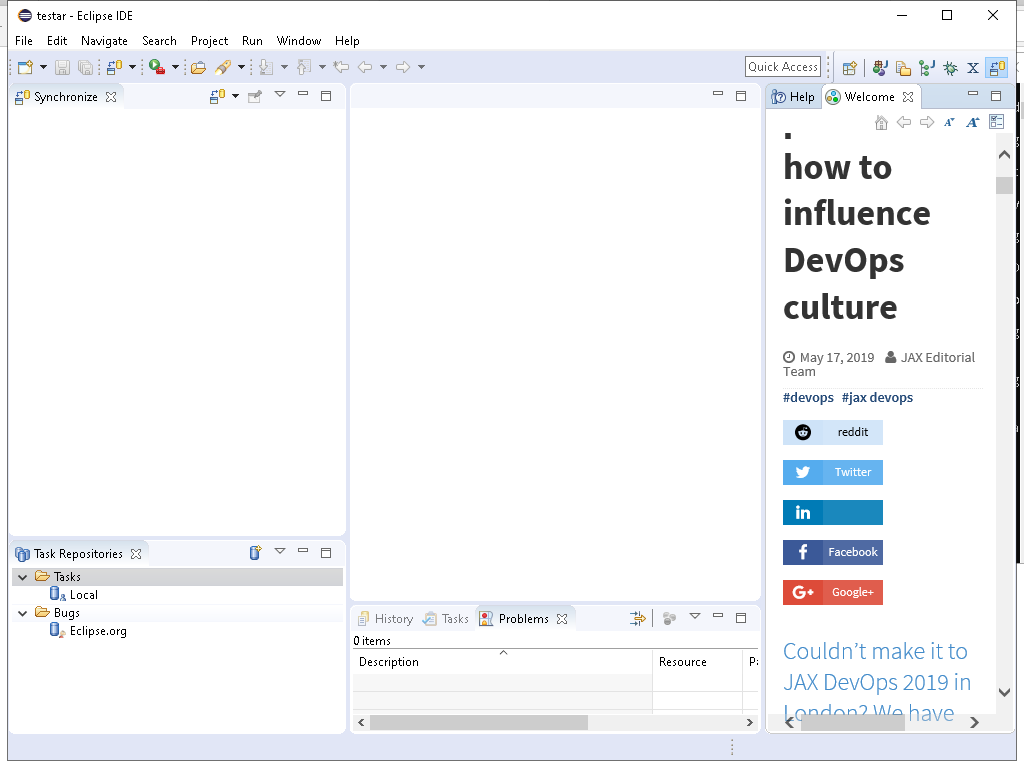 testar - Eclipse IDE
File Edit Navigate Search Project Run Window Help
Quick Access
Synchronize
Help Welcome
how to
influence
DevOps
culture
May 17, 2019 JAX Editorial
Team
#devops #jax devops
reddit
Twitter
in
Facebook
G+ Google+
Couldn’t make it to
JAX DevOps 2019 in
London? We have
Task Repositories
Tasks
Local
Bugs
Eclipse.org
History Tasks Problems
0 items
Description Resource